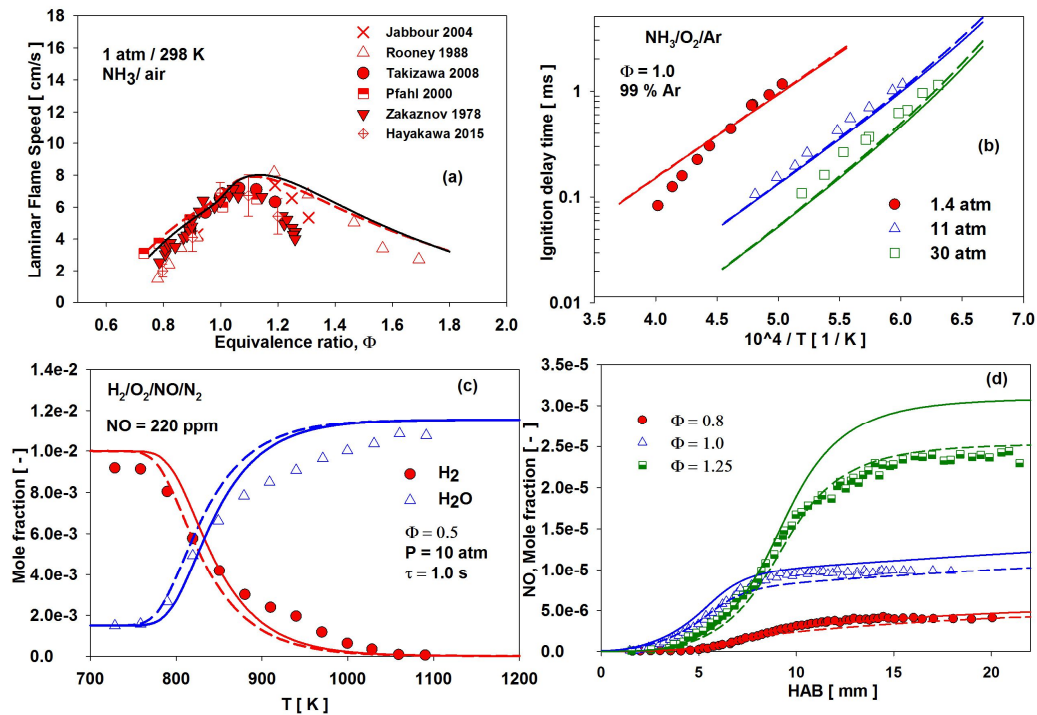 18
16
14
12
10
8
6
4
2
0
Laminar Flame Speed [ cm/s ]
1 atm / 298 K
NH3/ air
Jabbour 2004
Rooney 1988
Takizawa 2008
Pfahl 2000
Zakaznov 1978
Hayakawa 2015
(a)
0.6 0.8 1.0 1.2 1.4 1.6 1.8 2.0
Equivalence ratio, Φ
1
0.1
0.01
Ignition delay time [ ms ]
NH3/O2/Ar
Φ = 1.0
99 % Ar
(b)
1.4 atm
11 atm
30 atm
3.5 4.0 4.5 5.0 5.5 6.0 6.5 7.0
10^4 / T [ 1 / K ]
1.4e-2
1.2e-2
1.0e-2
8.0e-3
6.0e-3
4.0e-3
2.0e-3
0.0
Mole fraction [ - ]
H2/O2/NO/N2
(c)
NO = 220 ppm
H2
H2O
Φ = 0.5
P = 10 atm
τ = 1.0 s
700 800 900 1000 1100 1200
T [ K ]
3.0e-5
2.5e-5
2.0e-5
1.5e-5
1.0e-5
5.0e-6
0.0
NO, Mole fraction [ - ]
(d)
Φ = 0.8
Φ = 1.0
Φ = 1.25
0 5 10 15 20
HAB [ mm ]